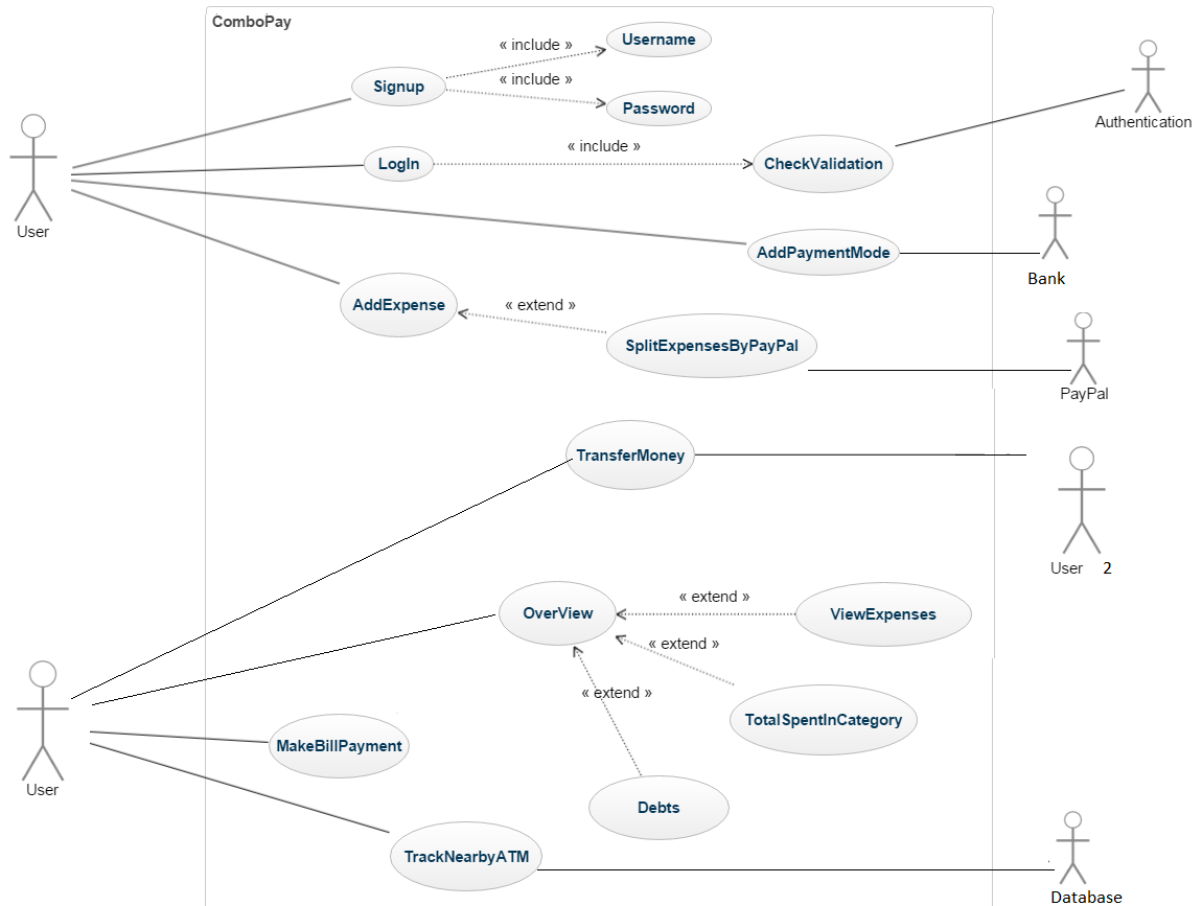 ComboPay
« include »
Username
Signup
« include »
Password
Authentication
« include »
LogIn
CheckValidation
User
AddPaymentMode
Bank
AddExpense
« extend »
SplitExpensesByPayPal
PayPal
TransferMoney
User 2
« extend »
OverView
ViewExpenses
« extend »
« extend »
TotalSpentInCategory
MakeBillPayment
User
Debts
TrackNearbyATM
Database